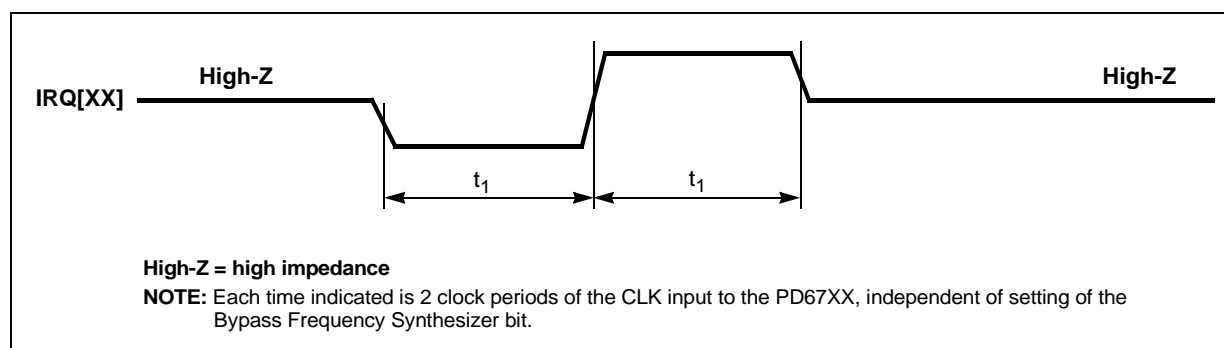 High-Z
High-Z
IRQ[XX]
t1
t1
High-Z = high impedance
NOTE: Each time indicated is 2 clock periods of the CLK input to the PD67XX, independent of setting of the
Bypass Frequency Synthesizer bit.